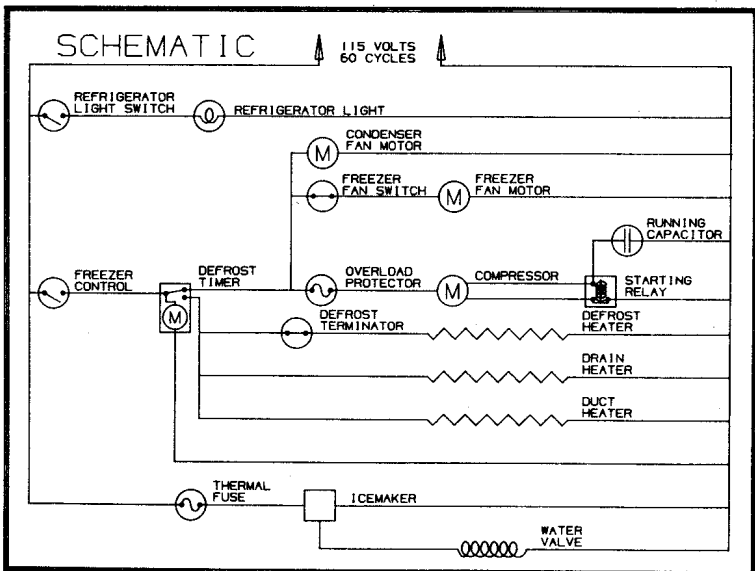 SCHEMATIC
115 VOLTS
60 CYCLES
REFRIGERATOR
LIGHT SWITCH
REFRIGERATOR LIGHT
CONDENSER
FAN MOTOR
M
FREEZER
FAN SWITCH
FREEZER
FAN MOTOR
M
RUNNING
CAPACITOR
FREEZER
CONTROL
DEFROST
TIMER
M
OVERLOAD
PROTECTOR
COMPRESSOR
M
STARTING
RELAY
DEFROST
TERMINATOR
DEFROST
HEATER
DRAIN
HEATER
DUCT
HEATER
THERMAL
FUSE
ICEMAKER
WATER
VALVE